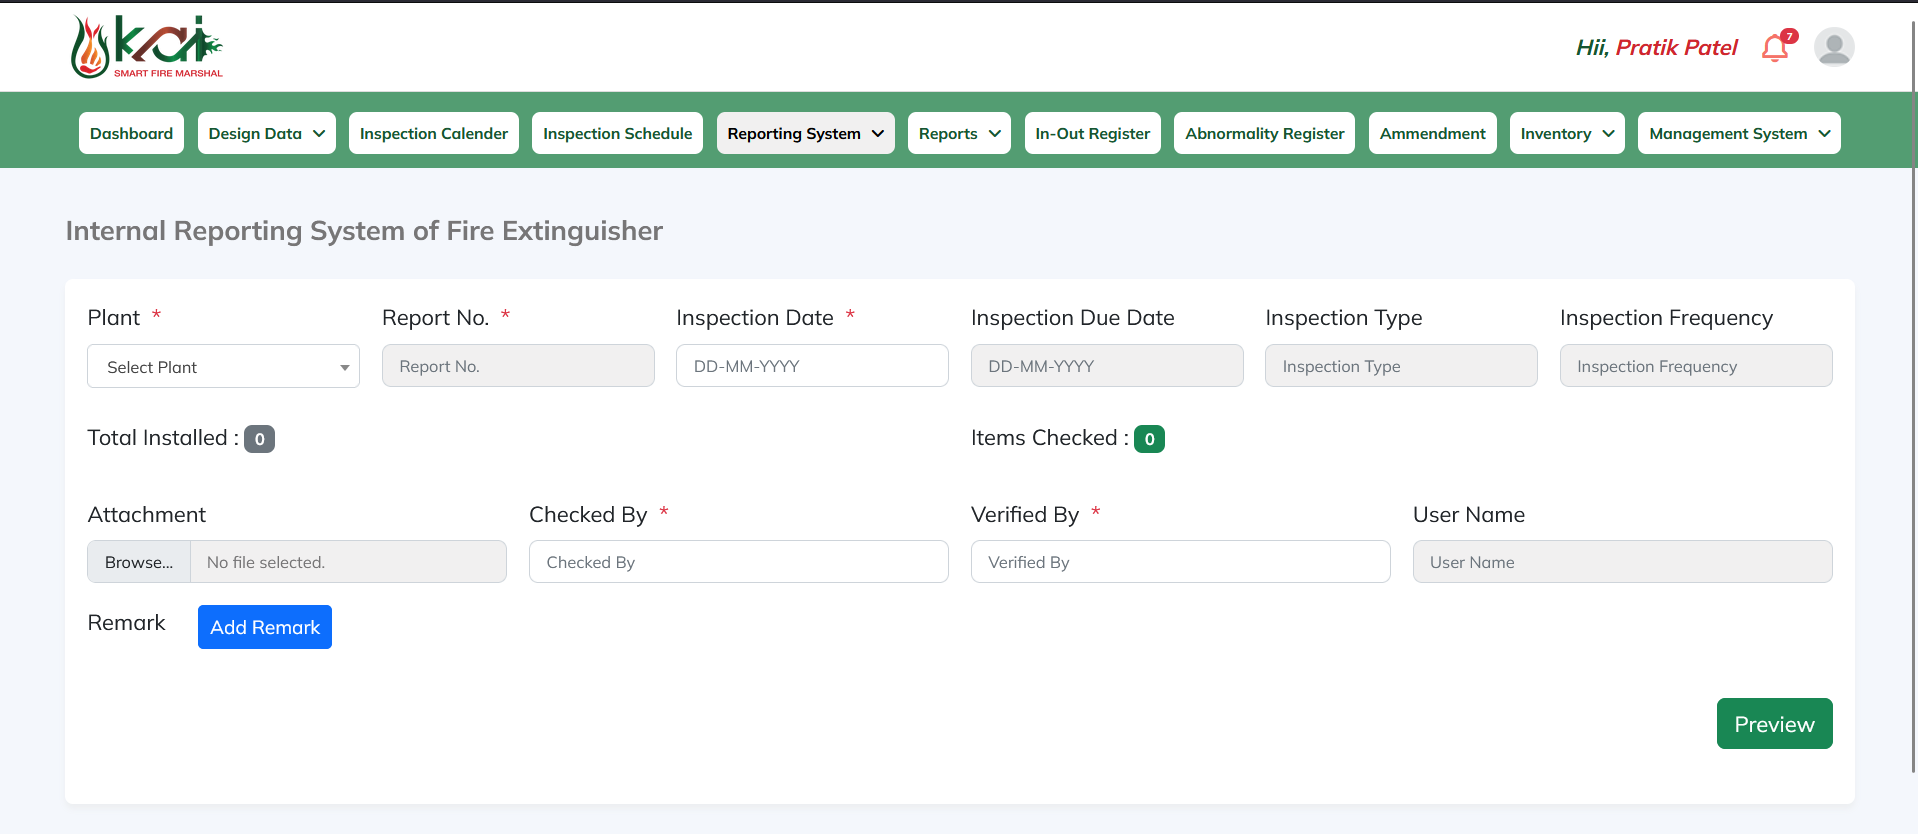 kai
SMART FIRE MARSHAL
Hii, Pratik Patel
7
Dashboard Design Data Inspection Calender Inspection Schedule Reporting System Reports In-Out Register Abnormality Register Ammendment Inventory Management System
Internal Reporting System of Fire Extinguisher
Plant * Report No. * Inspection Date * Inspection Due Date Inspection Type Inspection Frequency
Select Plant Report No. DD-MM-YYYY DD-MM-YYYY Inspection Type Inspection Frequency
Total Installed : 0 Items Checked : 0
Attachment Checked By * Verified By * User Name
Browse... No file selected. Checked By Verified By User Name
Remark Add Remark
Preview